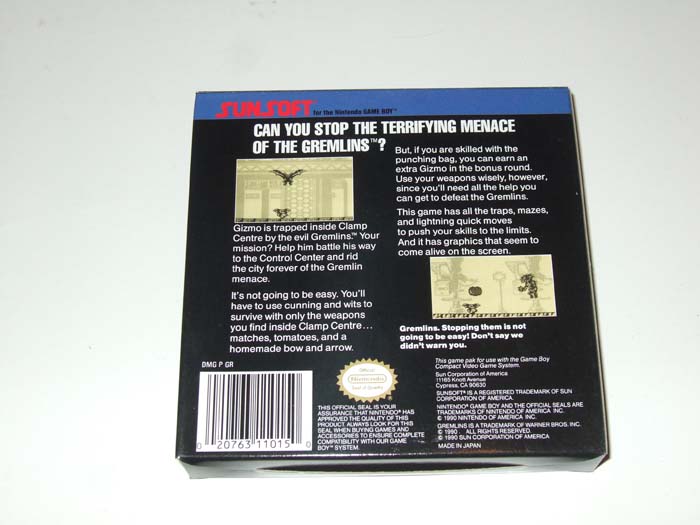 SUNSOFT® for the Nintendo GAME BOY™
CAN YOU STOP THE TERRIFYING MENACE
OF THE GREMLINS™?
Gizmo is trapped inside Clamp
Centre by the evil Gremlins.™ Your
mission? Help him battle his way
to the Control Center and rid
the city forever of the Gremlin
menace.
It's not going to be easy. You'll
have to use cunning and wits to
survive with only the weapons
you find inside Clamp Centre...
matches, tomatoes, and a
homemade bow and arrow.
But, if you are skilled with the
punching bag, you can earn an
extra Gizmo in the bonus round.
Use your weapons wisely, however,
since you'll need all the help you
can get to defeat the Gremlins.
This game has all the traps, mazes,
and lightning quick moves
to push your skills to the limits.
And it has graphics that seem to
come alive on the screen.
Gremlins. Stopping them is not
going to be easy! Don't say we
didn't warn you.
DMG P GR
0 20763 11015 0
Official
Nintendo
Seal of Quality
THIS OFFICIAL SEAL IS YOUR
ASSURANCE THAT NINTENDO® HAS
APPROVED THE QUALITY OF THIS
PRODUCT. ALWAYS LOOK FOR THIS
SEAL WHEN BUYING GAMES AND
ACCESSORIES TO ENSURE COMPLETE
COMPATIBILITY WITH OUR GAME
BOY™ SYSTEM.
This game pak for use with the Game Boy
Compact Video Game System.
Sun Corporation of America
11165 Knott Avenue
Cypress, CA 90630
SUNSOFT® IS A REGISTERED TRADEMARK OF SUN
CORPORATION OF AMERICA.
NINTENDO® GAME BOY AND THE OFFICIAL SEALS ARE
TRADEMARKS OF NINTENDO OF AMERICA INC.
© 1990 NINTENDO OF AMERICA INC.
GREMLINS IS A TRADEMARK OF WARNER BROS. INC.
© 1990 . ALL RIGHTS RESERVED.
© 1990 SUN CORPORATION OF AMERICA
MADE IN JAPAN